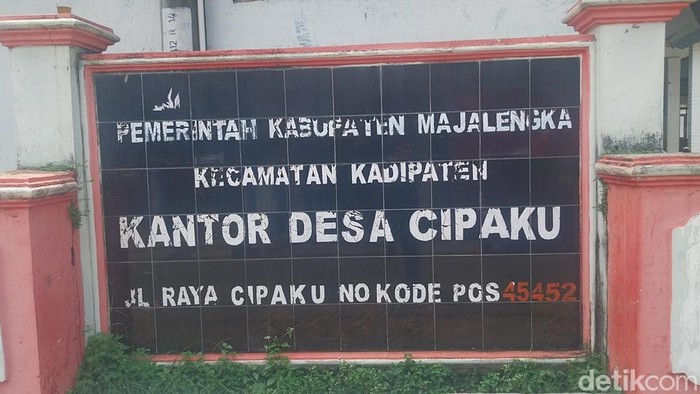 PEMERINTAH KABUPATEN MAJALENGKA
KECAMATAN KADIPATEN
KANTOR DESA CIPAKU
JL RAYA CIPAKU NO KODE POS 45452
detikcom